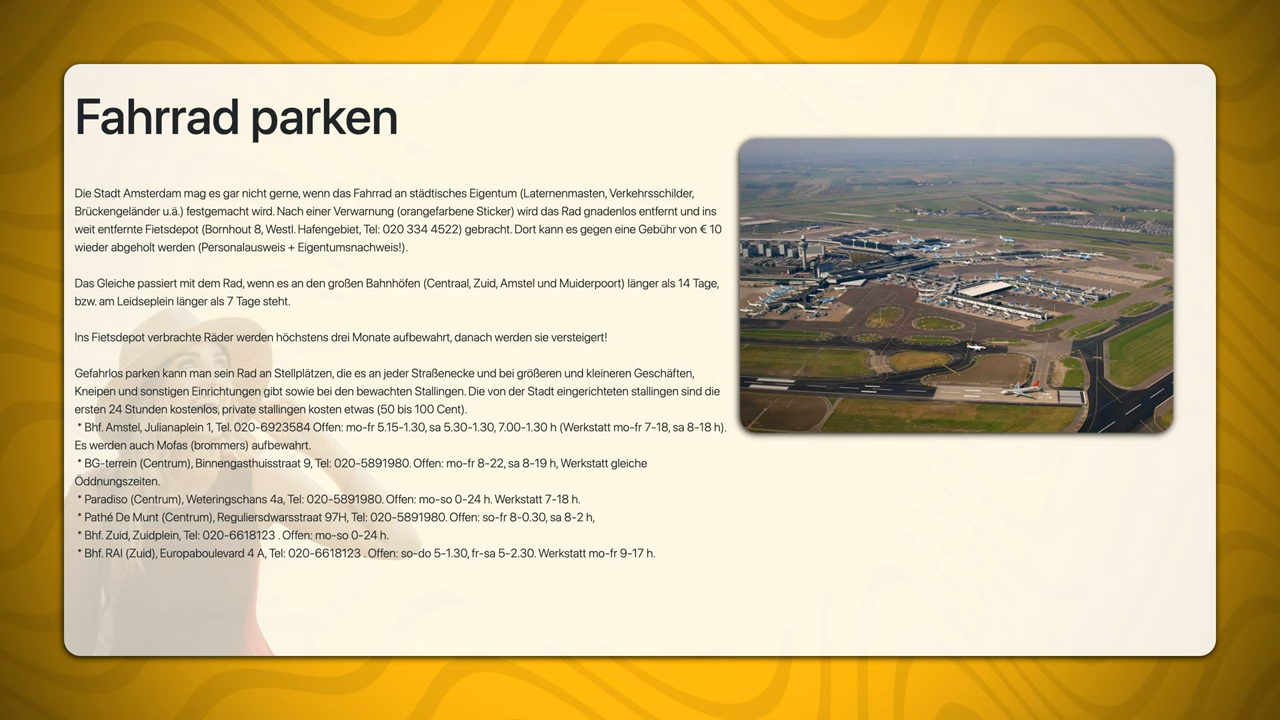 Fahrrad parken
Die Stadt Amsterdam mag es gar nicht gerne, wenn das Fahrrad an städtisches Eigentum (Laternenmasten, Verkehrsschilder,
Brückengeländer u.ä.) festgemacht wird. Nach einer Verwarnung (orangefarbene Sticker) wird das Rad gnadenlos entfernt und ins
weit entfernte Fietsdepot (Bornhout 8, Westl. Hafengebiet, Tel: 020 334 4522) gebracht. Dort kann es gegen eine Gebühr von € 10
wieder abgeholt werden (Personalausweis + Eigentumsnachweis!).
Das Gleiche passiert mit dem Rad, wenn es an den großen Bahnhöfen (Centraal, Zuid, Amstel und Muiderpoort) länger als 14 Tage,
bzw. am Leidseplein länger als 7 Tage steht.
Ins Fietsdepot verbrachte Räder werden höchstens drei Monate aufbewahrt, danach werden sie versteigert!
Gefahrlos parken kann man sein Rad an Stellplätzen, die es an jeder Straßenecke und bei größeren und kleineren Geschäften,
Kneipen und sonstigen Einrichtungen gibt sowie bei den bewachten Stallingen. Die von der Stadt eingerichteten stallingen sind die
ersten 24 Stunden kostenlos, private stallingen kosten etwas (50 bis 100 Cent).
* Bhf. Amstel, Julianaplein 1, Tel. 020-6923584 Offen: mo-fr 5.15-1.30, sa 5.30-1.30, 7.00-1.30 h (Werkstatt mo-fr 7-18, sa 8-18 h).
Es werden auch Mofas (brommers) aufbewahrt.
* BG-terrein (Centrum), Binnengasthuisstraat 9, Tel: 020-5891980. Offen: mo-fr 8-22, sa 8-19 h, Werkstatt gleiche
Öddnungszeiten.
* Paradiso (Centrum), Weteringschans 4a, Tel: 020-5891980. Offen: mo-so 0-24 h. Werkstatt 7-18 h.
* Pathé De Munt (Centrum), Reguliersdwarsstraat 97H, Tel: 020-5891980. Offen: so-fr 8-0.30, sa 8-2 h,
* Bhf. Zuid, Zuidplein, Tel: 020-6618123 . Offen: mo-so 0-24 h.
* Bhf. RAI (Zuid), Europaboulevard 4 A, Tel: 020-6618123 . Offen: so-do 5-1.30, fr-sa 5-2.30. Werkstatt mo-fr 9-17 h.